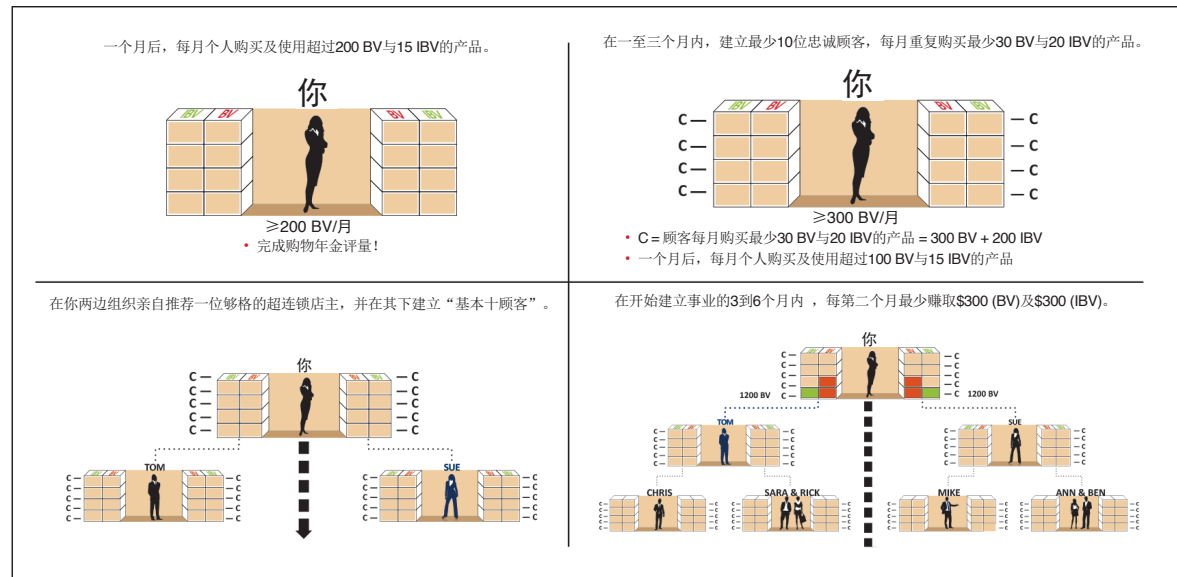 一个月后，每月个人购买及使用超过200 BV与15 IBV的产品。
你
IBV BV BV IBV
≥200 BV/月
• 完成购物年金评量！
在一至三个月内，建立最少10位忠诚顾客，每月重复购买最少30 BV与20 IBV的产品。
你
IBV BV BV IBV
C — — C
C — — C
C — — C
C — — C
≥300 BV/月
• C = 顾客每月购买最少30 BV与20 IBV的产品 = 300 BV + 200 IBV
• 一个月后，每月个人购买及使用超过100 BV与15 IBV的产品
在你两边组织亲自推荐一位够格的超连锁店主，并在其下建立“基本十顾客”。
你
IBV BV BV IBV
C — — C
C — — C
C — — C
C — — C
C — — C
TOM SUE
C — — C C — — C
C — — C C — — C
C — — C C — — C
C — — C C — — C
C — — C C — — C
在开始建立事业的3到6个月内 ，每第二个月最少赚取$300 (BV)及$300 (IBV)。
你
C — — C
C — — C
C — — C
1200 BV C — — C 1200 BV
TOM SUE
C — — C C — — C
C — — C C — — C
C — — C C — — C
C — — C C — — C
C — — C C — — C
CHRIS SARA & RICK MIKE ANN & BEN
C — — C C — — C C — — C C — — C
C — — C C — — C C — — C C — — C
C — — C C — — C C — — C C — — C
C — — C C — — C C — — C C — — C
C — — C C — — C C — — C C — — C